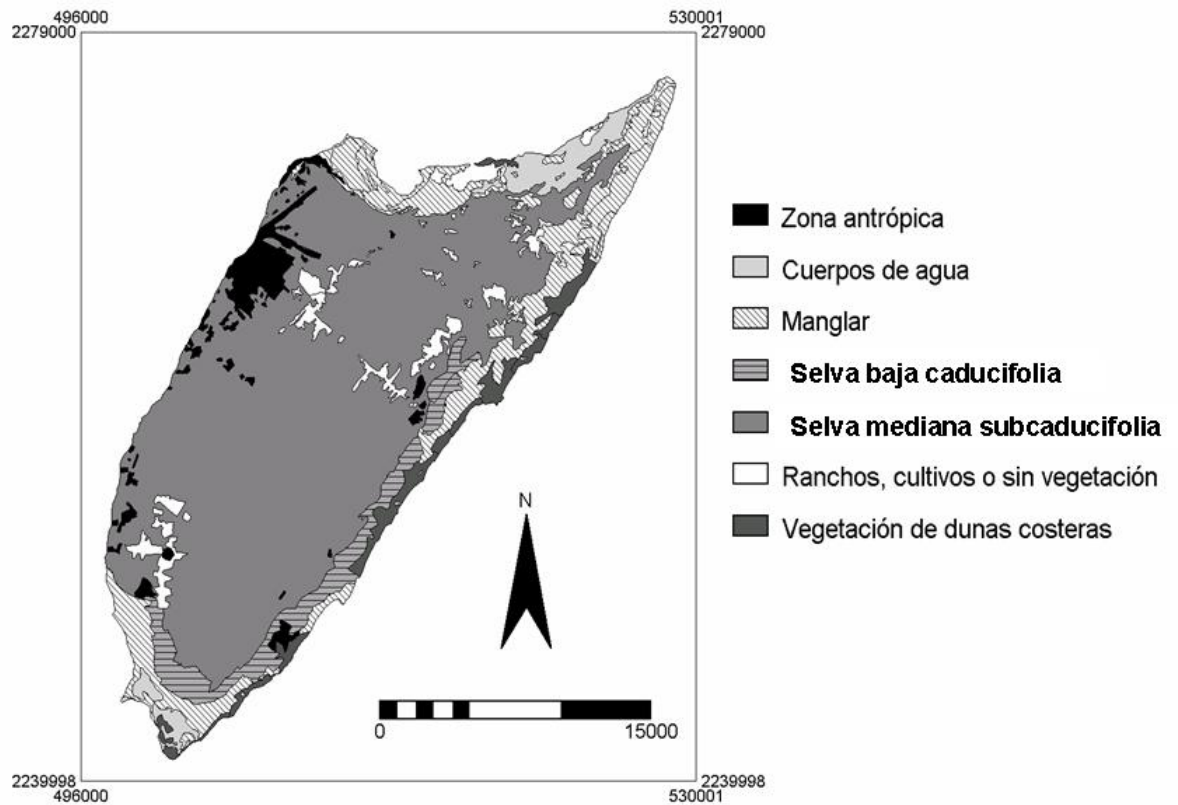 496000 530001
2279000 2279000
Zona antrópica
Cuerpos de agua
Manglar
Selva baja caducifolia
Selva mediana subcaducifolia
Ranchos, cultivos o sin vegetación
Vegetación de dunas costeras
N
0 15000
2239998 2239998
496000 530001